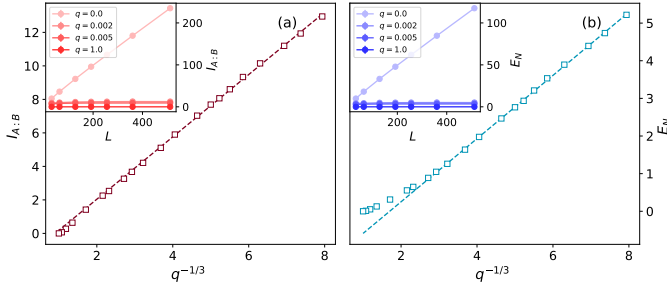 (a)
I_{A:B}
12
10
8
6
4
2
0
2 4 6 8
q^{-1/3}
q = 0.0
q = 0.002
q = 0.005
q = 1.0
200
100
0
I_{A:B}
200 400
L
(b)
E_N
5
4
3
2
1
0
2 4 6 8
q^{-1/3}
q = 0.0
q = 0.002
q = 0.005
q = 1.0
100
0
E_N
200 400
L